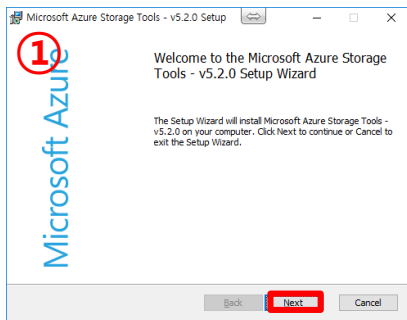 Microsoft Azure Storage Tools - v5.2.0 Setup
①
Microsoft Azure
Welcome to the Microsoft Azure Storage
Tools - v5.2.0 Setup Wizard
The Setup Wizard will install Microsoft Azure Storage Tools -
v5.2.0 on your computer. Click Next to continue or Cancel to
exit the Setup Wizard.
Back Next Cancel